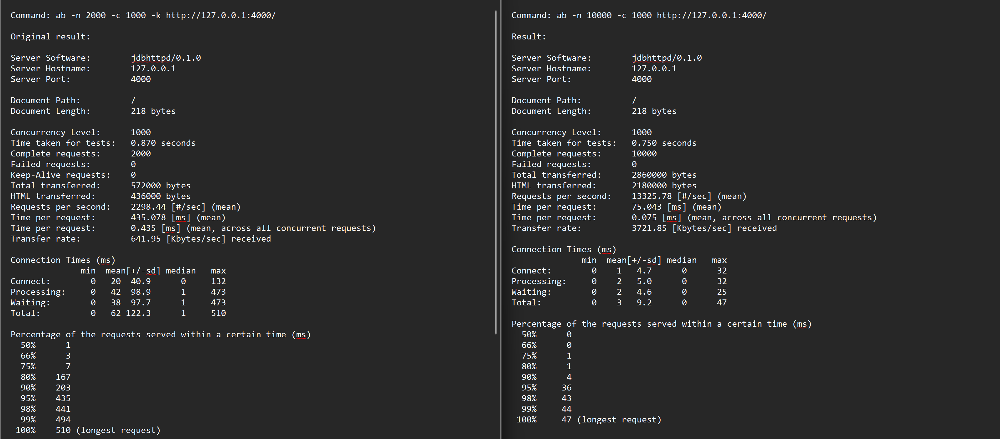 Command: ab -n 2000 -c 1000 -k http://127.0.0.1:4000/
Original result:
Server Software: jdbhttpd/0.1.0
Server Hostname: 127.0.0.1
Server Port: 4000
Document Path: /
Document Length: 218 bytes
Concurrency Level: 1000
Time taken for tests: 0.870 seconds
Complete requests: 2000
Failed requests: 0
Keep-Alive requests: 0
Total transferred: 572000 bytes
HTML transferred: 436000 bytes
Requests per second: 2298.44 [#/sec] (mean)
Time per request: 435.078 [ms] (mean)
Time per request: 0.435 [ms] (mean, across all concurrent requests)
Transfer rate: 641.95 [Kbytes/sec] received
Connection Times (ms)
min mean[+/-sd] median max
Connect: 0 20 40.9 0 132
Processing: 0 42 98.9 1 473
Waiting: 0 38 97.7 1 473
Total: 0 62 122.3 1 510
Percentage of the requests served within a certain time (ms)
50% 1
66% 3
75% 7
80% 167
90% 203
95% 435
98% 441
99% 494
100% 510 (longest request)
Command: ab -n 10000 -c 1000 http://127.0.0.1:4000/
Result:
Server Software: jdbhttpd/0.1.0
Server Hostname: 127.0.0.1
Server Port: 4000
Document Path: /
Document Length: 218 bytes
Concurrency Level: 1000
Time taken for tests: 0.750 seconds
Complete requests: 10000
Failed requests: 0
Total transferred: 2860000 bytes
HTML transferred: 2180000 bytes
Requests per second: 13325.78 [#/sec] (mean)
Time per request: 75.043 [ms] (mean)
Time per request: 0.075 [ms] (mean, across all concurrent requests)
Transfer rate: 3721.85 [Kbytes/sec] received
Connection Times (ms)
min mean[+/-sd] median max
Connect: 0 1 4.7 0 32
Processing: 0 2 5.0 0 32
Waiting: 0 2 4.6 0 25
Total: 0 3 9.2 0 47
Percentage of the requests served within a certain time (ms)
50% 0
66% 0
75% 1
80% 1
90% 4
95% 36
98% 43
99% 44
100% 47 (longest request)